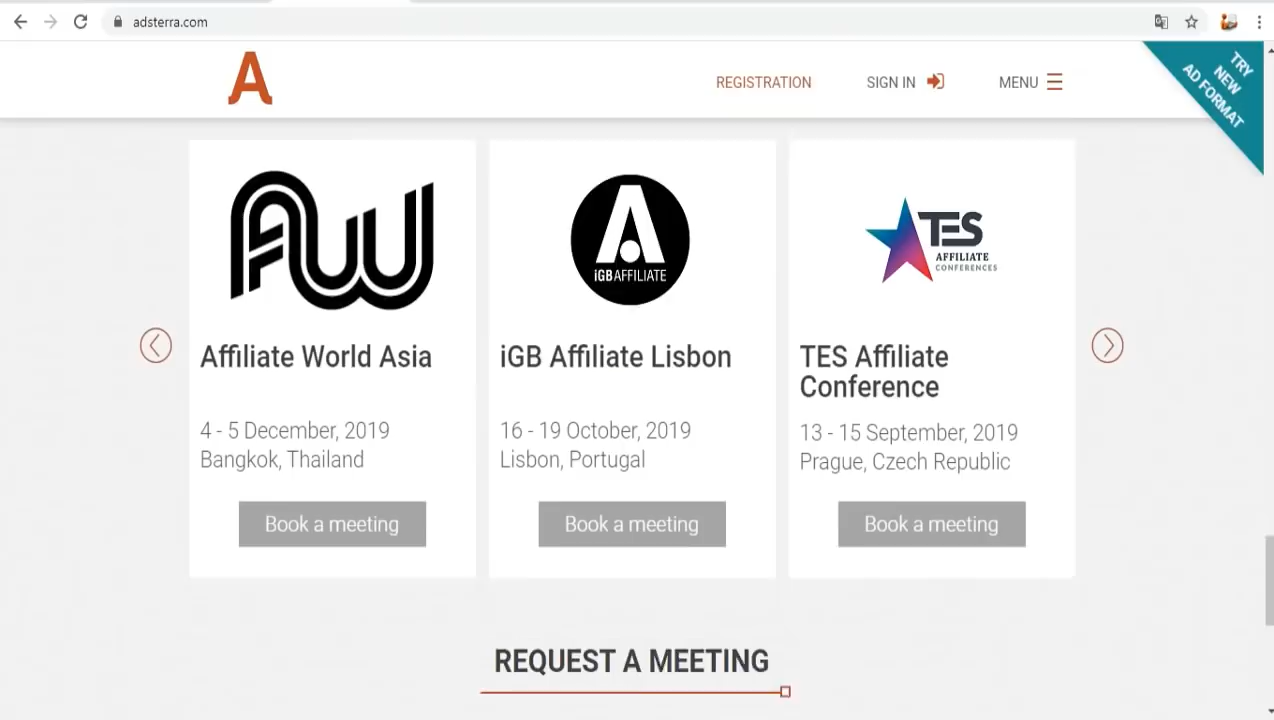 adsterra.com
A
REGISTRATION
SIGN IN
MENU
TRY
NEW
AD FORMAT
AW
iGB AFFILIATE
TES
AFFILIATE
CONFERENCES
Affiliate World Asia
iGB Affiliate Lisbon
TES Affiliate
Conference
4 - 5 December, 2019
Bangkok, Thailand
16 - 19 October, 2019
Lisbon, Portugal
13 - 15 September, 2019
Prague, Czech Republic
Book a meeting
Book a meeting
Book a meeting
REQUEST A MEETING